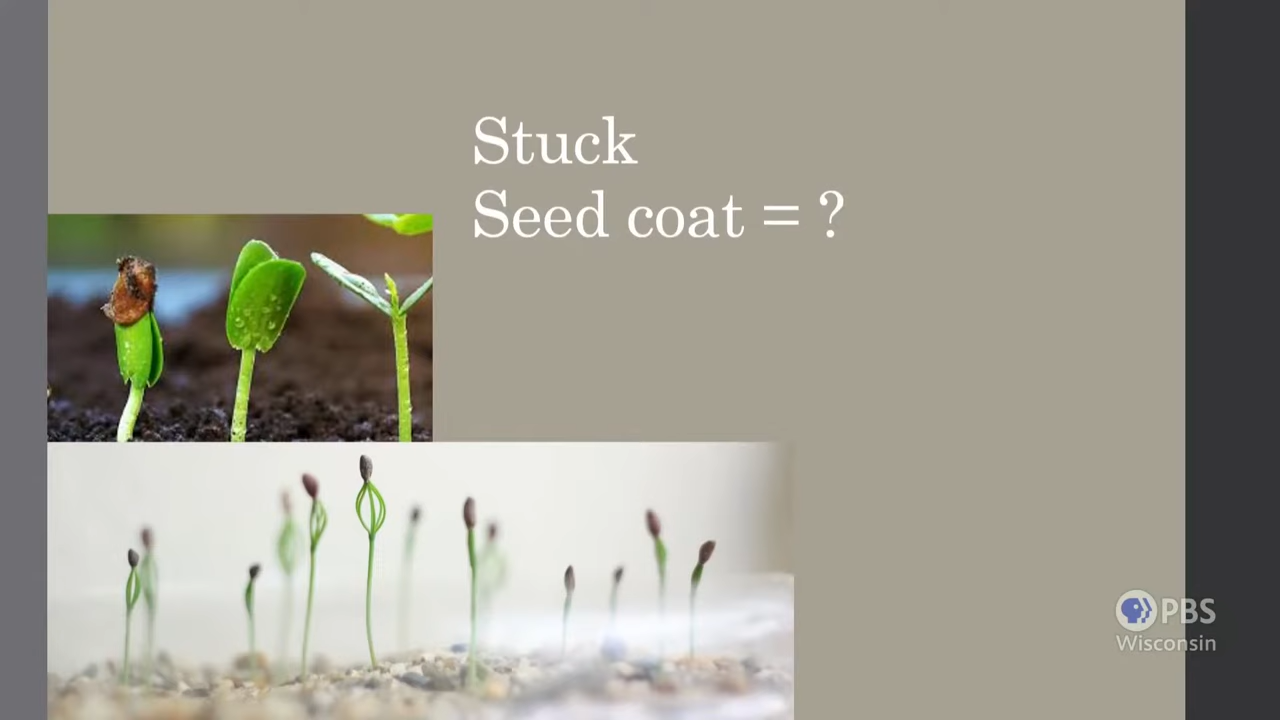 Stuck
Seed coat = ?
PBS
Wisconsin